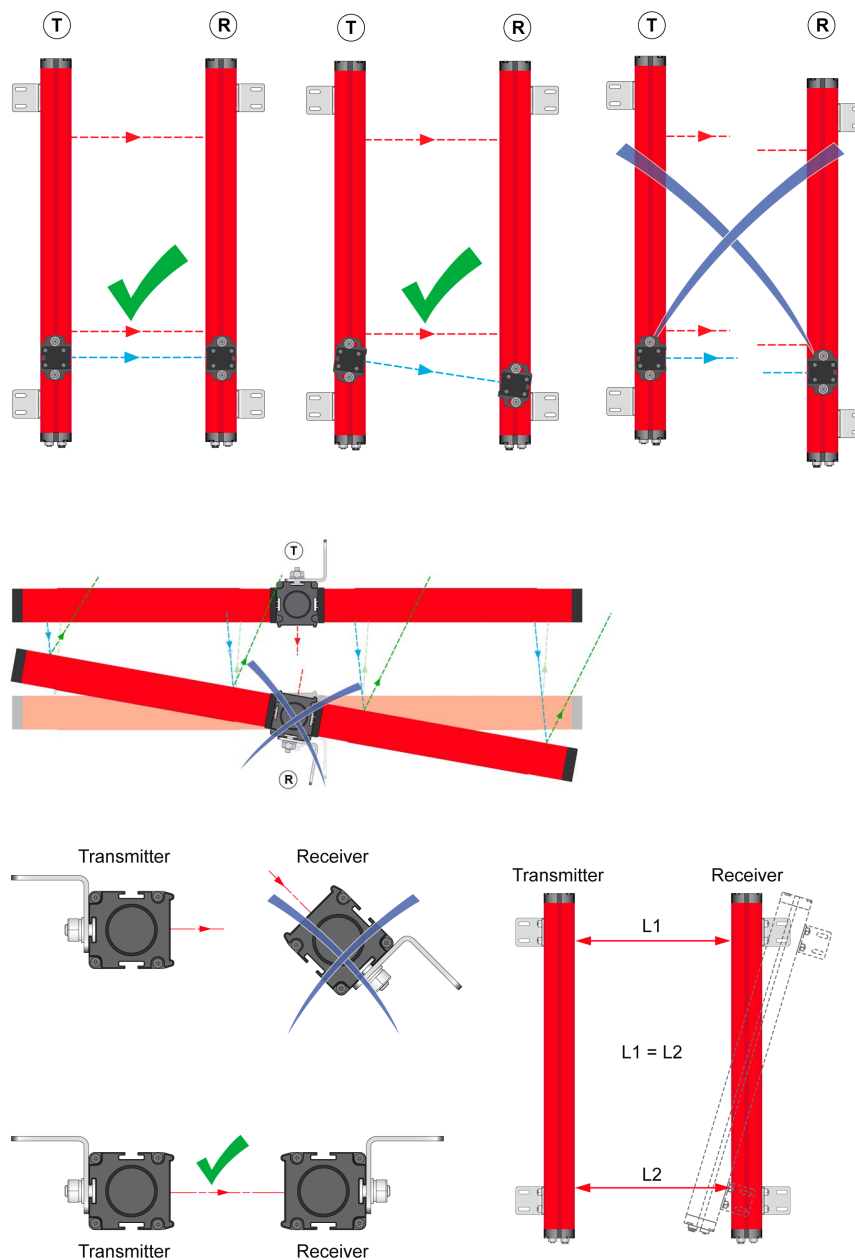 T R T R T R
T
R
Transmitter Receiver
Transmitter Receiver
L1
L1 = L2
L2
Transmitter Receiver